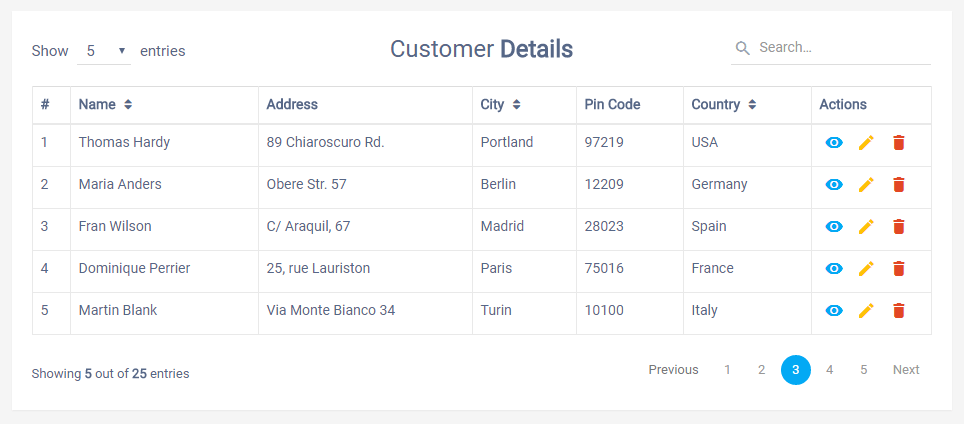 Show 5 entries Customer Details Search...
# Name Address City Pin Code Country Actions
1 Thomas Hardy 89 Chiaroscuro Rd. Portland 97219 USA
2 Maria Anders Obere Str. 57 Berlin 12209 Germany
3 Fran Wilson C/ Araquil, 67 Madrid 28023 Spain
4 Dominique Perrier 25, rue Lauriston Paris 75016 France
5 Martin Blank Via Monte Bianco 34 Turin 10100 Italy
Showing 5 out of 25 entries Previous 1 2 3 4 5 Next